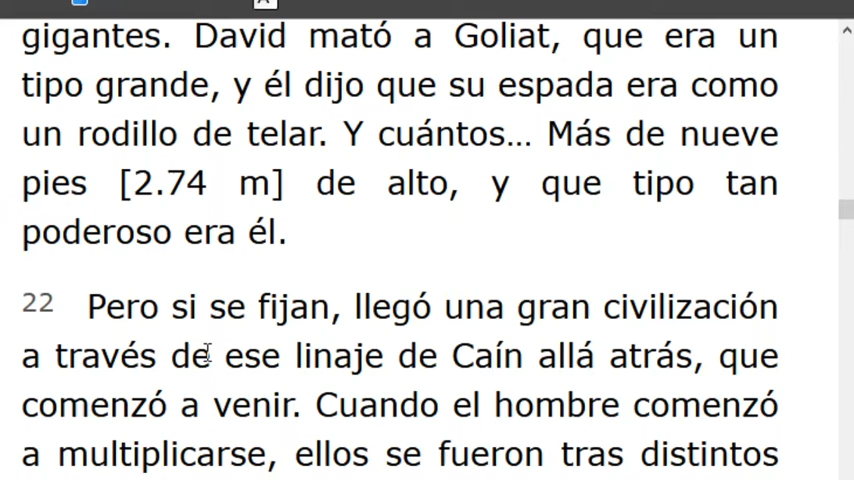 gigantes. David mató a Goliat, que era un
tipo grande, y él dijo que su espada era como
un rodillo de telar. Y cuántos… Más de nueve
pies [2.74 m] de alto, y que tipo tan
poderoso era él.
22 Pero si se fijan, llegó una gran civilización
a través de ese linaje de Caín allá atrás, que
comenzó a venir. Cuando el hombre comenzó
a multiplicarse, ellos se fueron tras distintos